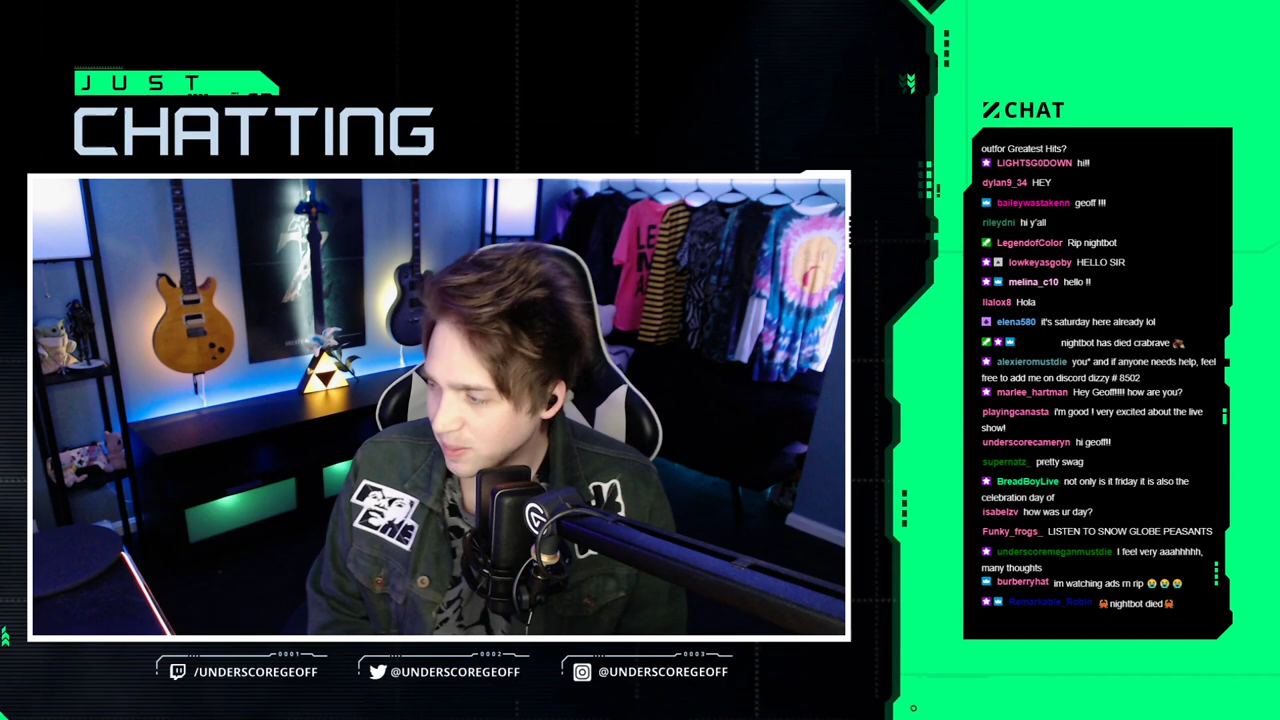 JUST
CHATTING
CHAT
outfor Greatest Hits?
LIGHTSG0DOWN hi!!
dylan9_34 HEY
baileywastakenn geoff !!!
rileydni hi y'all
LegendofColor Rip nightbot
lowkeyasgoby HELLO SIR
melina_c10 hello !!
llalox8 Hola
elena580 it's saturday here already lol
nightbot has died crabrave
alexieromustdie you* and if anyone needs help, feel
free to add me on discord dizzy # 8502
marlee_hartman Hey Geoff!!!! how are you?
playingcanasta i'm good ! very excited about the live
show!
underscorecameryn hi geoff!!
supernatz_ pretty swag
BreadBoyLive not only is it friday it is also the
celebration day of
isabelzv how was ur day?
Funky_frogs_ LISTEN TO SNOW GLOBE PEASANTS
underscoremeganmustdie I feel very aaahhhhh,
many thoughts
burberryhat im watching ads rn rip 😭 😭 😭
Remarkable_Robin 🦀nightbot died🦀
0001
0002
0003
/UNDERSCOREGEOFF
@UNDERSCOREGEOFF
@UNDERSCOREGEOFF